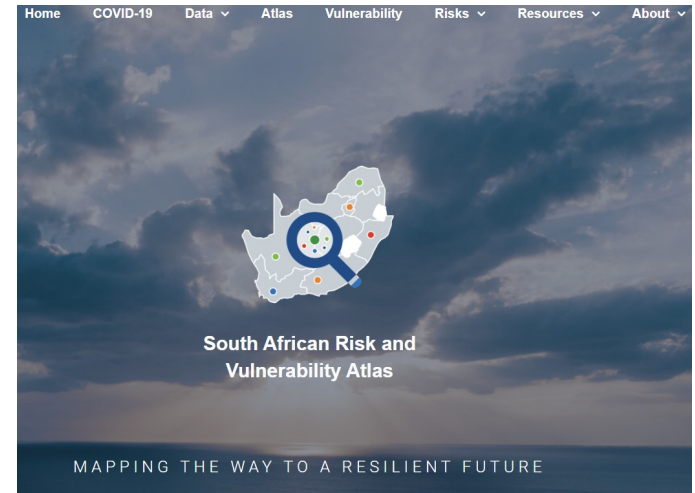 Home COVID-19 Data Atlas Vulnerability Risks Resources About
South African Risk and
Vulnerability Atlas
MAPPING THE WAY TO A RESILIENT FUTURE